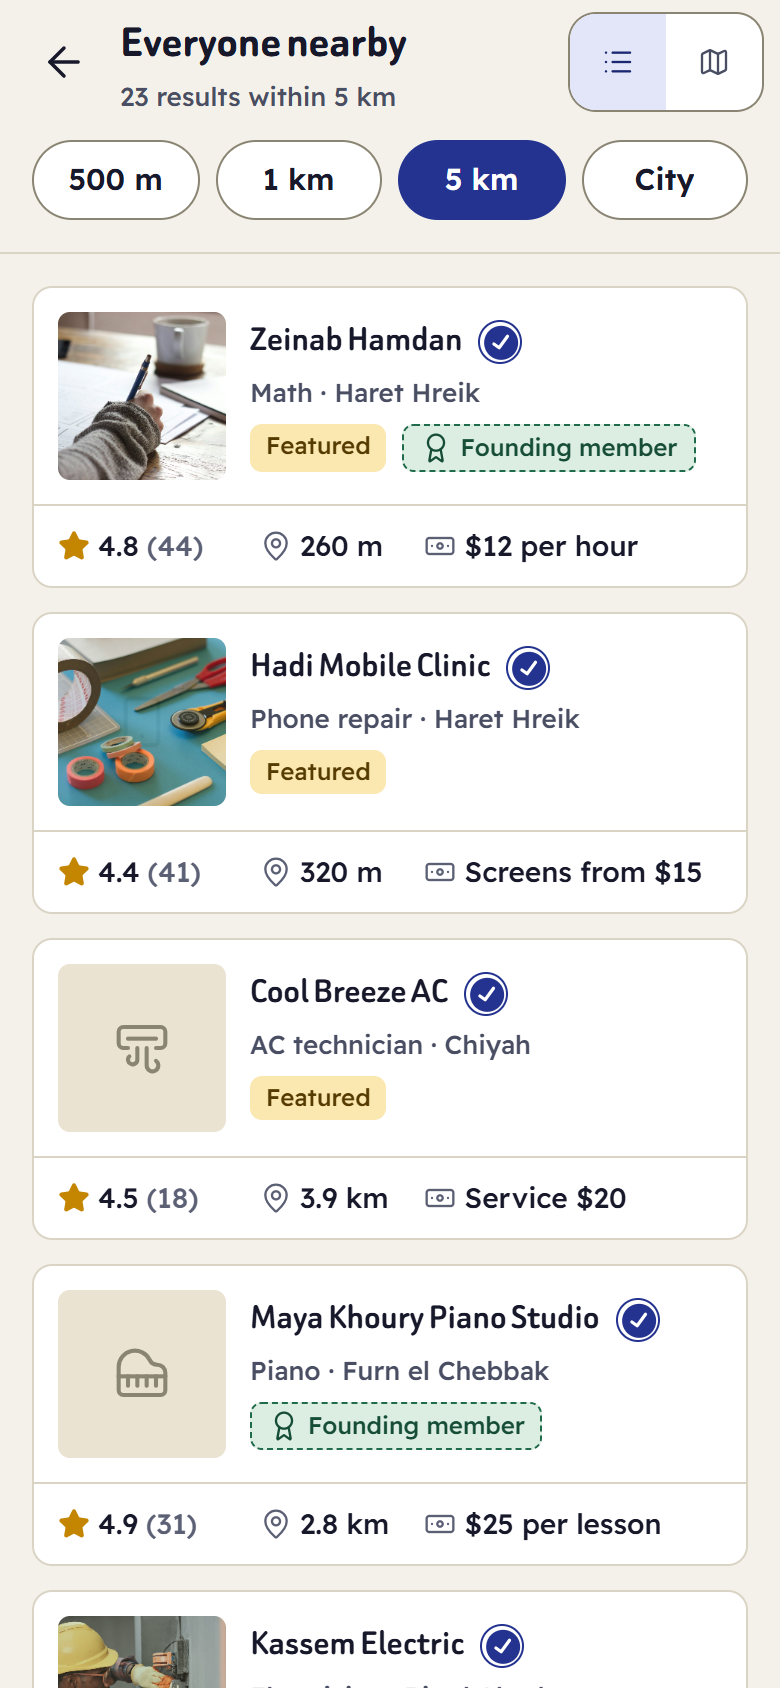 Everyone nearby
23 results within 5 km
500 m
1 km
5 km
City
Zeinab Hamdan
Math · Haret Hreik
Featured
Founding member
4.8 (44)
260 m
$12 per hour
Hadi Mobile Clinic
Phone repair · Haret Hreik
Featured
4.4 (41)
320 m
Screens from $15
Cool Breeze AC
AC technician · Chiyah
Featured
4.5 (18)
3.9 km
Service $20
Maya Khoury Piano Studio
Piano · Furn el Chebbak
Founding member
4.9 (31)
2.8 km
$25 per lesson
Kassem Electric